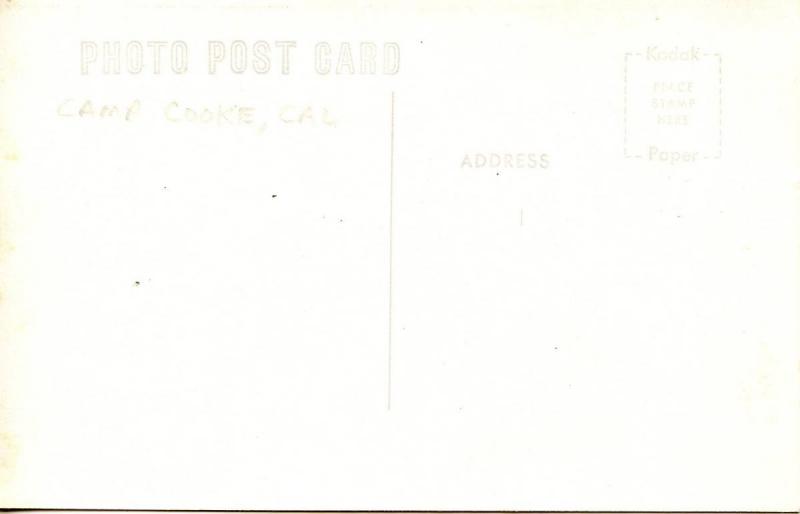 PHOTO POST CARD
CAMP COOKE, CAL
ADDRESS
Kodak
PLACE
STAMP
HERE
Paper